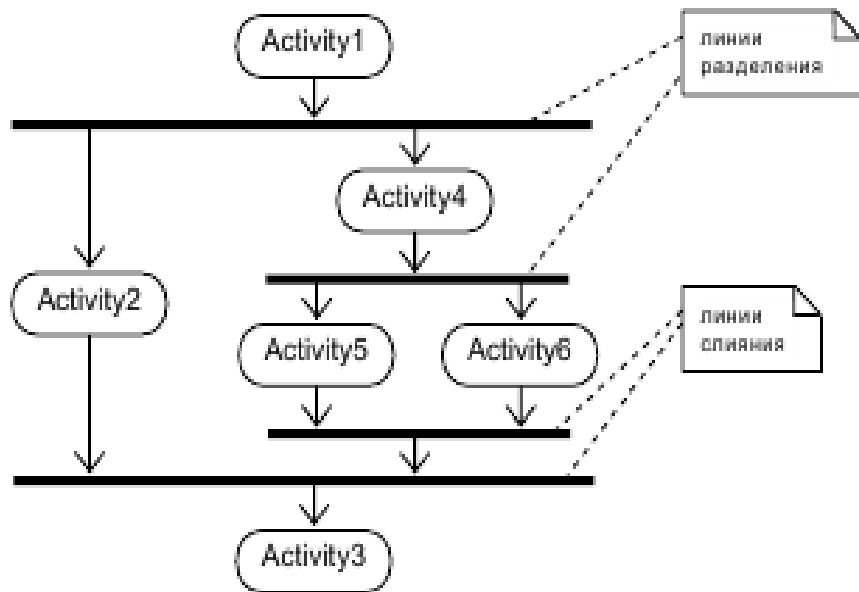 Activity1
линии
разделения
Activity4
Activity2
линии
слияния
Activity5
Activity6
Activity3